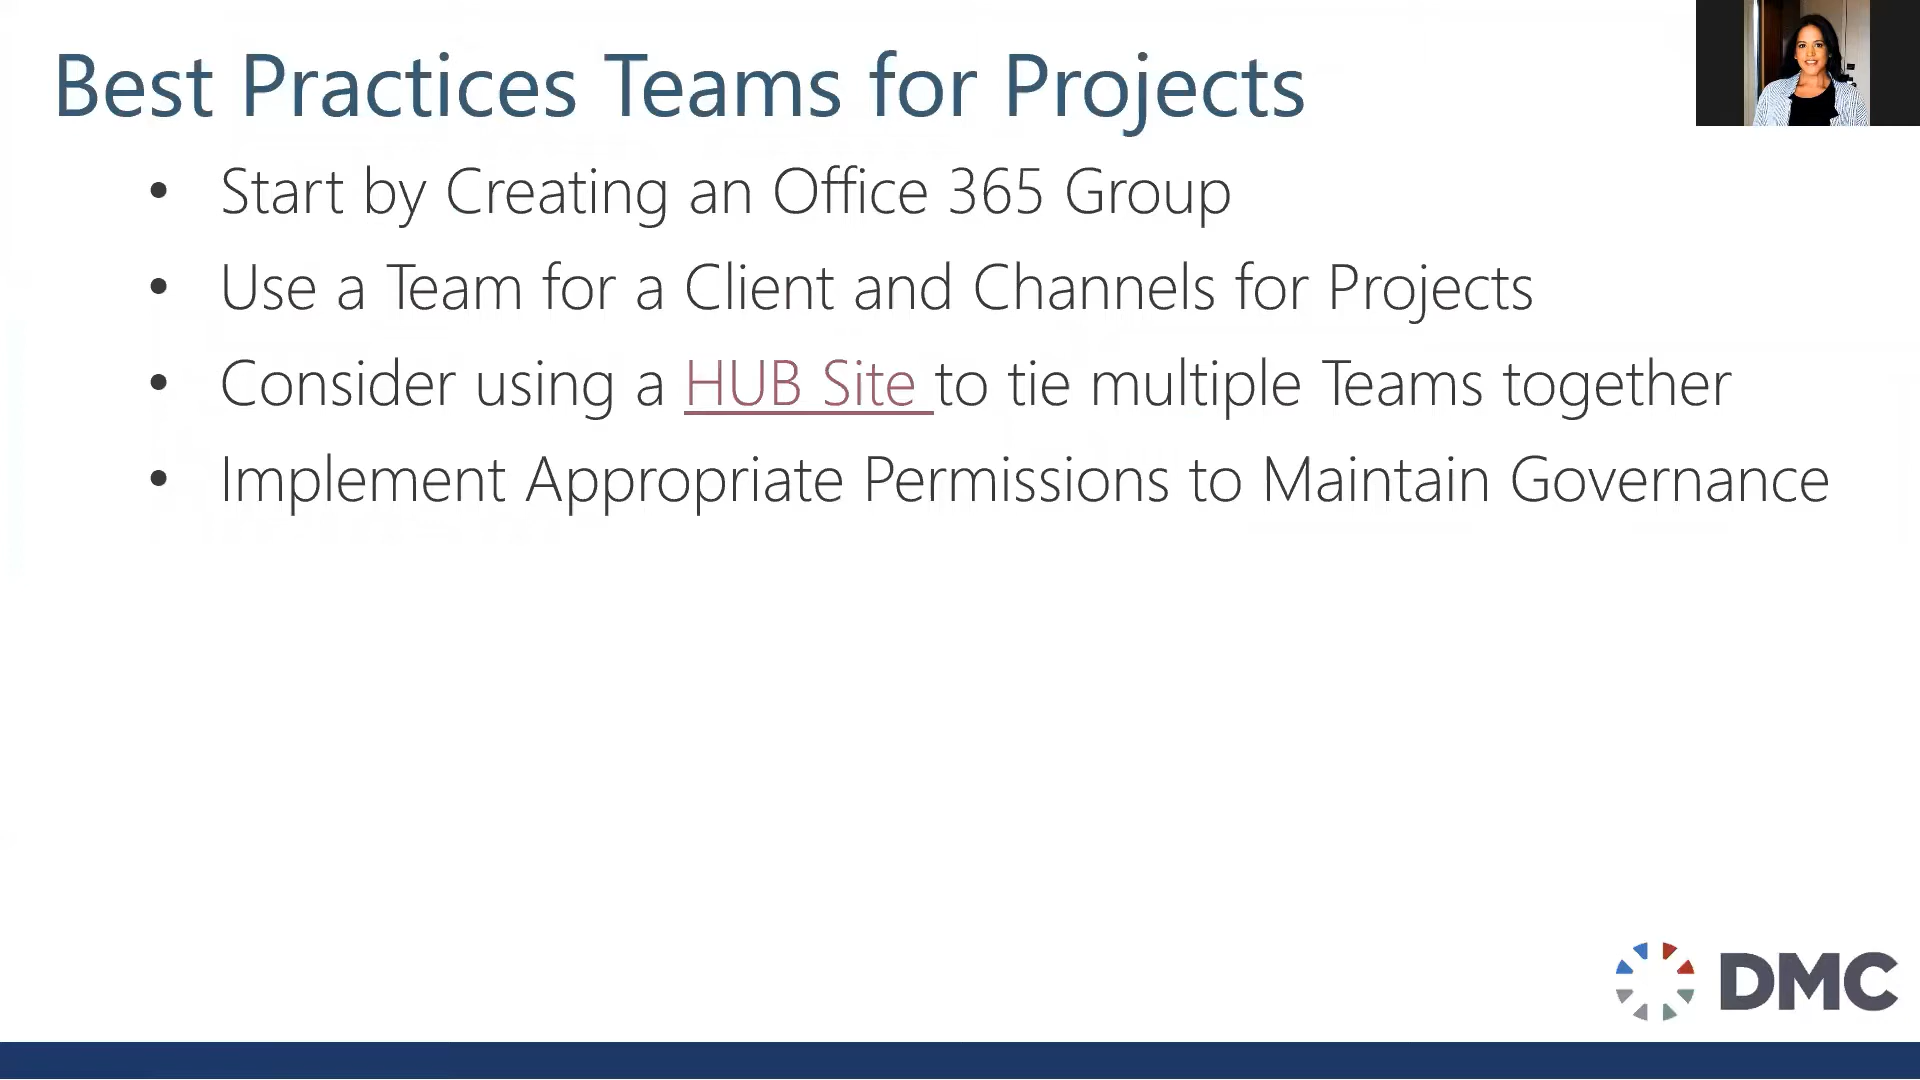 Best Practices Teams for Projects
• Start by Creating an Office 365 Group
• Use a Team for a Client and Channels for Projects
• Consider using a HUB Site to tie multiple Teams together
• Implement Appropriate Permissions to Maintain Governance
DMC